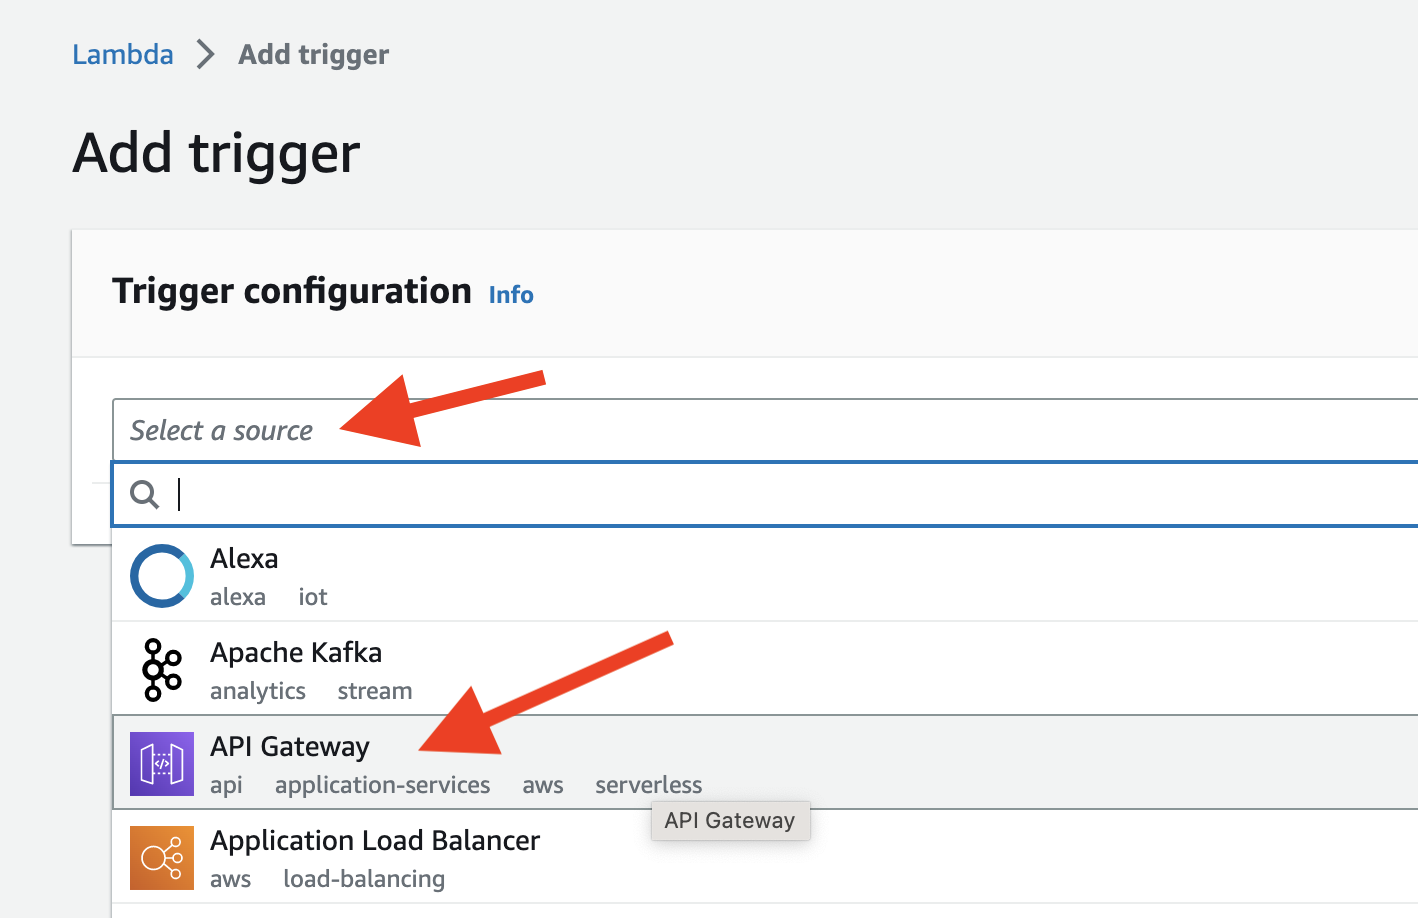 Lambda > Add trigger
Add trigger
Trigger configuration Info
Select a source
Alexa
alexa iot
Apache Kafka
analytics stream
API Gateway
api application-services aws serverless
API Gateway
Application Load Balancer
aws load-balancing